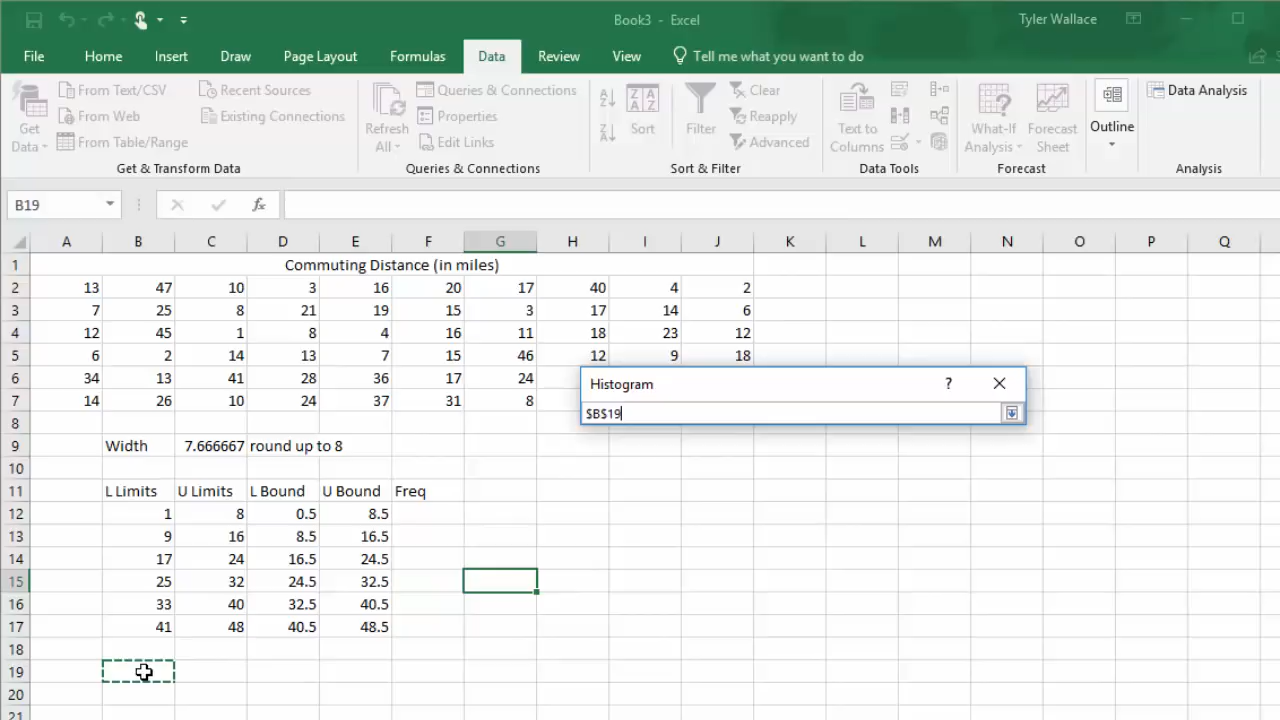 Book3 - Excel
Tyler Wallace
File Home Insert Draw Page Layout Formulas Data Review View Tell me what you want to do
Get Data
From Text/CSV
From Web
From Table/Range
Recent Sources
Existing Connections
Get & Transform Data
Refresh All
Queries & Connections
Properties
Edit Links
Queries & Connections
Sort
Filter
Clear
Reapply
Advanced
Sort & Filter
Text to Columns
Data Tools
What-If Analysis
Forecast Sheet
Forecast
Outline
Data Analysis
Analysis
B19 fx
A B C D E F G H I J K L M N O P Q
1 Commuting Distance (in miles)
2 13 47 10 3 16 20 17 40 4 2
3 7 25 8 21 19 15 3 17 14 6
4 12 45 1 8 4 16 11 18 23 12
5 6 2 14 13 7 15 46 12 9 18
6 34 13 41 28 36 17 24
7 14 26 10 24 37 31 8
Histogram ?
$B$19
8
9 Width 7.666667 round up to 8
10
11 L Limits U Limits L Bound U Bound Freq
12 1 8 0.5 8.5
13 9 16 8.5 16.5
14 17 24 16.5 24.5
15 25 32 24.5 32.5
16 33 40 32.5 40.5
17 41 48 40.5 48.5
18
19
20
21